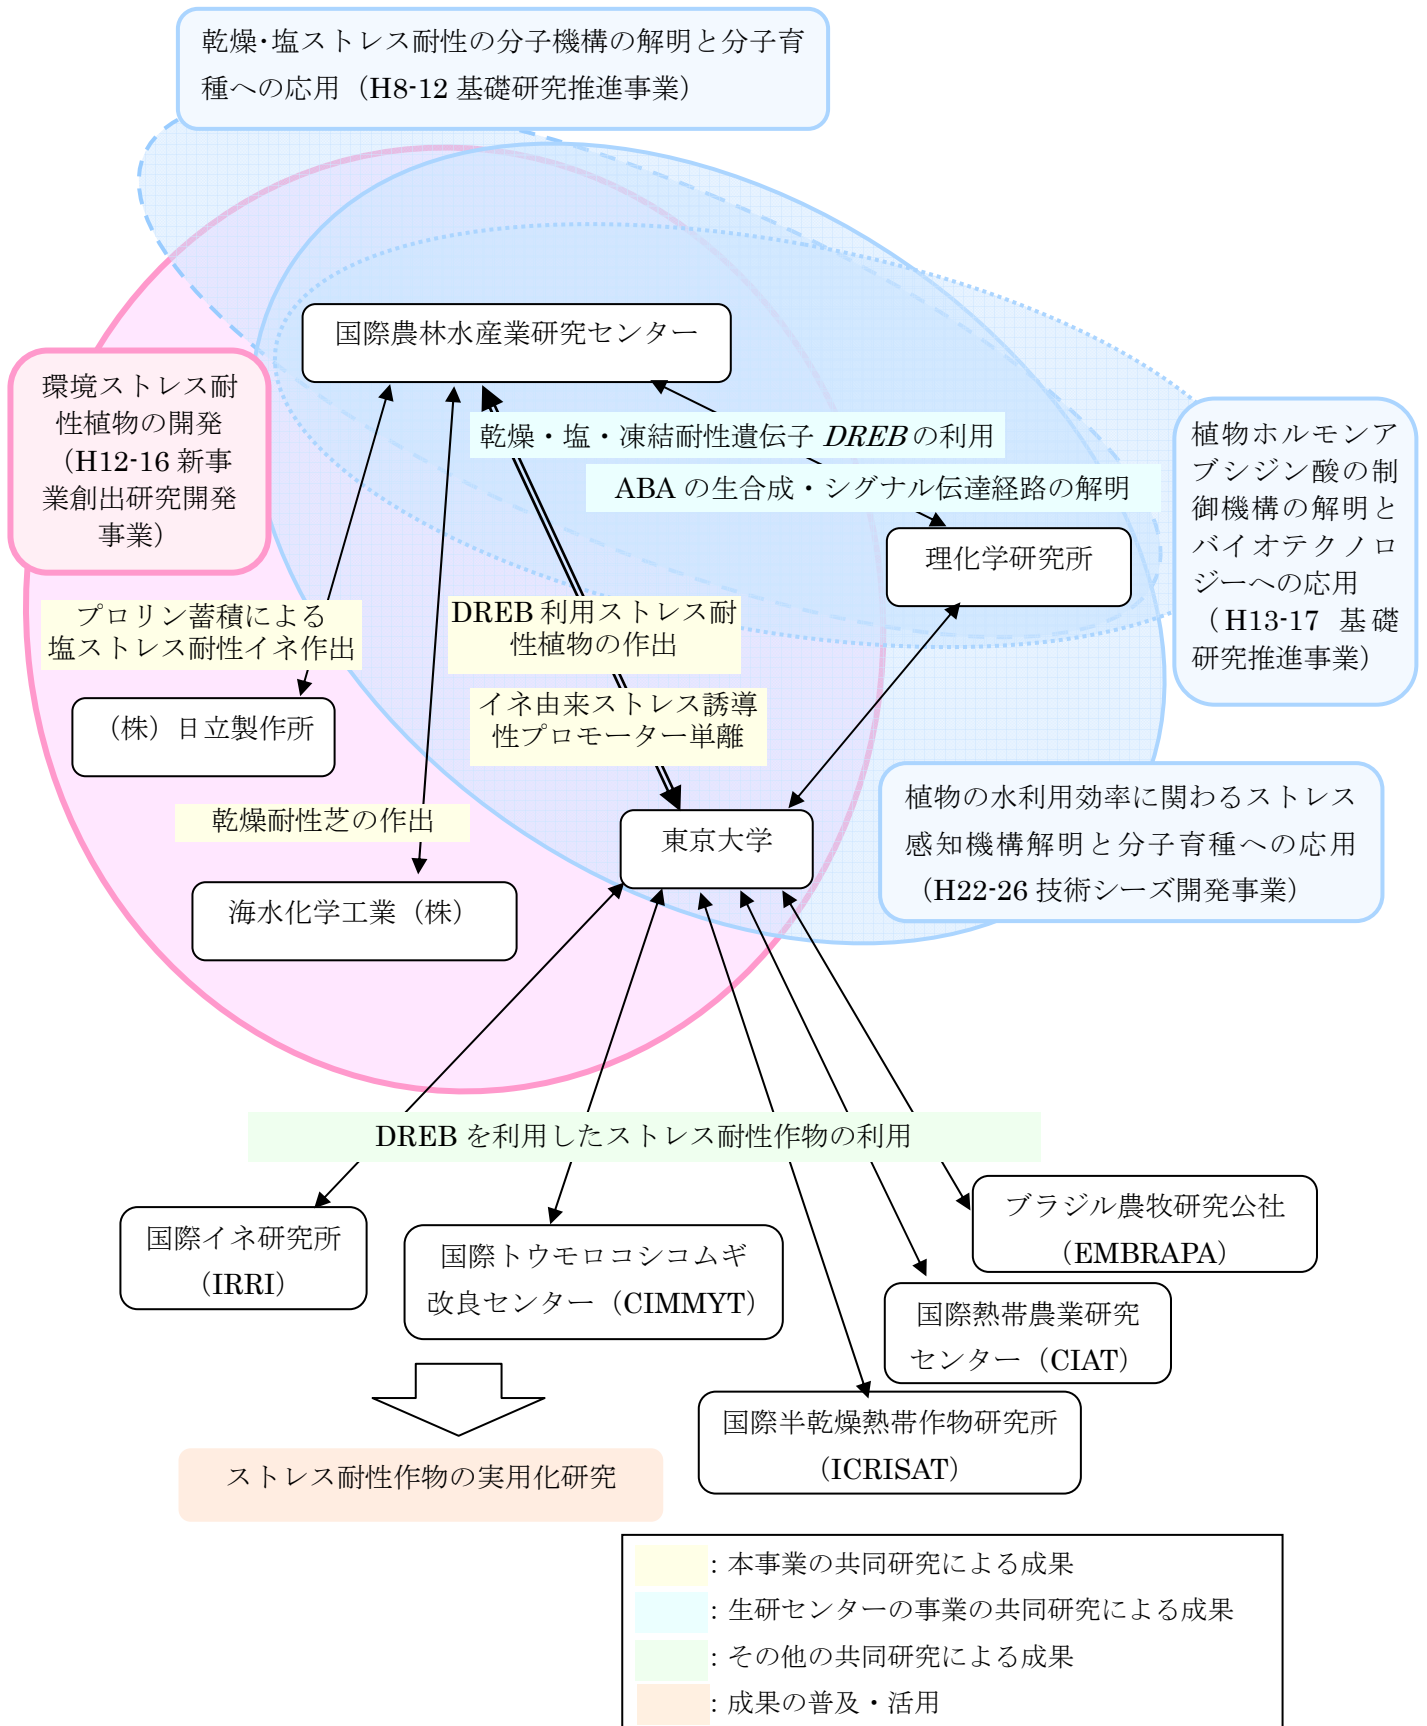 乾燥･塩ストレス耐性の分子機構の解明と分子育
種への応用（H8-12 基礎研究推進事業）
国際農林水産業研究センター
環境ストレス耐
性植物の開発
（H12-16 新事
業創出研究開発
事業）
乾燥・塩・凍結耐性遺伝子 DREB の利用
ABA の生合成・シグナル伝達経路の解明
植物ホルモンア
ブシジン酸の制
御機構の解明と
バイオテクノロ
ジーへの応用
（H13-17 基礎
研究推進事業）
理化学研究所
プロリン蓄積による
塩ストレス耐性イネ作出
DREB 利用ストレス耐
性植物の作出
イネ由来ストレス誘導
性プロモーター単離
（株）日立製作所
乾燥耐性芝の作出
東京大学
植物の水利用効率に関わるストレス
感知機構解明と分子育種への応用
（H22-26 技術シーズ開発事業）
海水化学工業（株）
DREB を利用したストレス耐性作物の利用
ブラジル農牧研究公社
（EMBRAPA）
国際イネ研究所
（IRRI）
国際トウモロコシコムギ
改良センター（CIMMYT）
国際熱帯農業研究
センター（CIAT）
国際半乾燥熱帯作物研究所
（ICRISAT）
ストレス耐性作物の実用化研究
: 本事業の共同研究による成果
: 生研センターの事業の共同研究による成果
: その他の共同研究による成果
: 成果の普及・活用